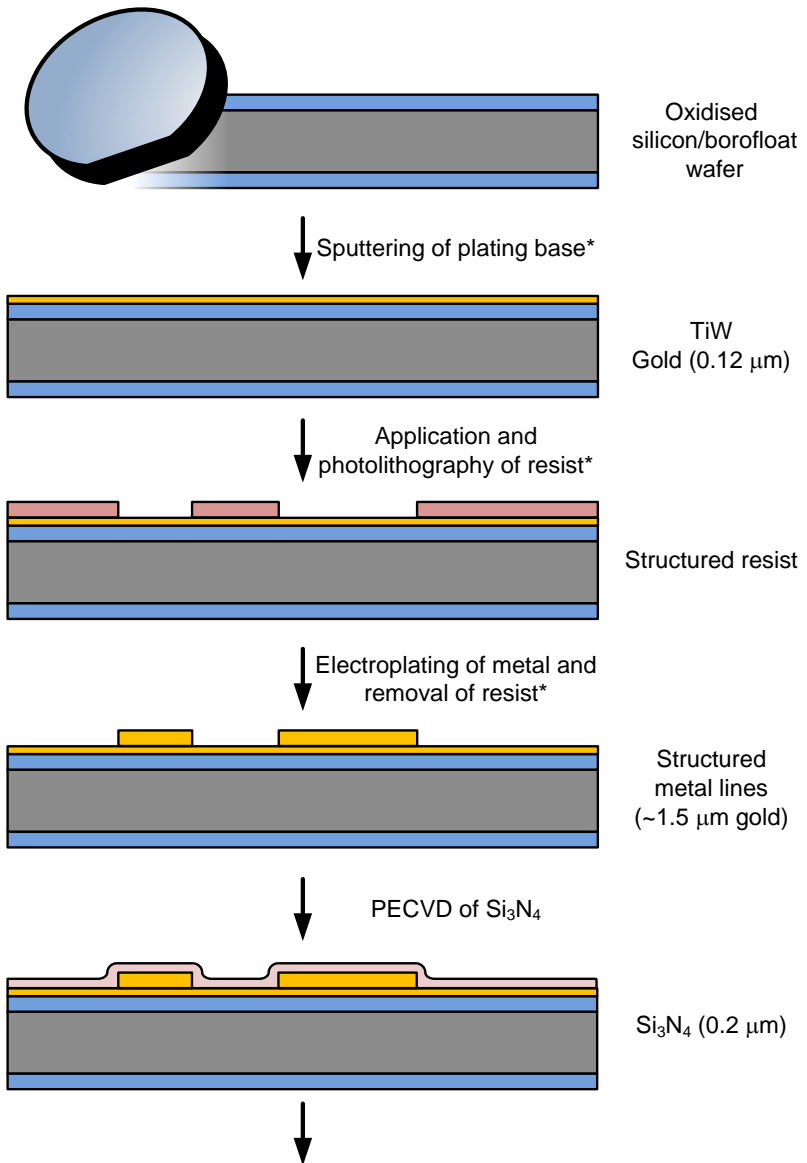 Oxidised
silicon/borofloat
wafer
Sputtering of plating base*
TiW
Gold (0.12 μm)
Application and
photolithography of resist*
Structured resist
Electroplating of metal and
removal of resist*
Structured
metal lines
(~1.5 μm gold)
PECVD of Si₃N₄
Si₃N₄ (0.2 μm)